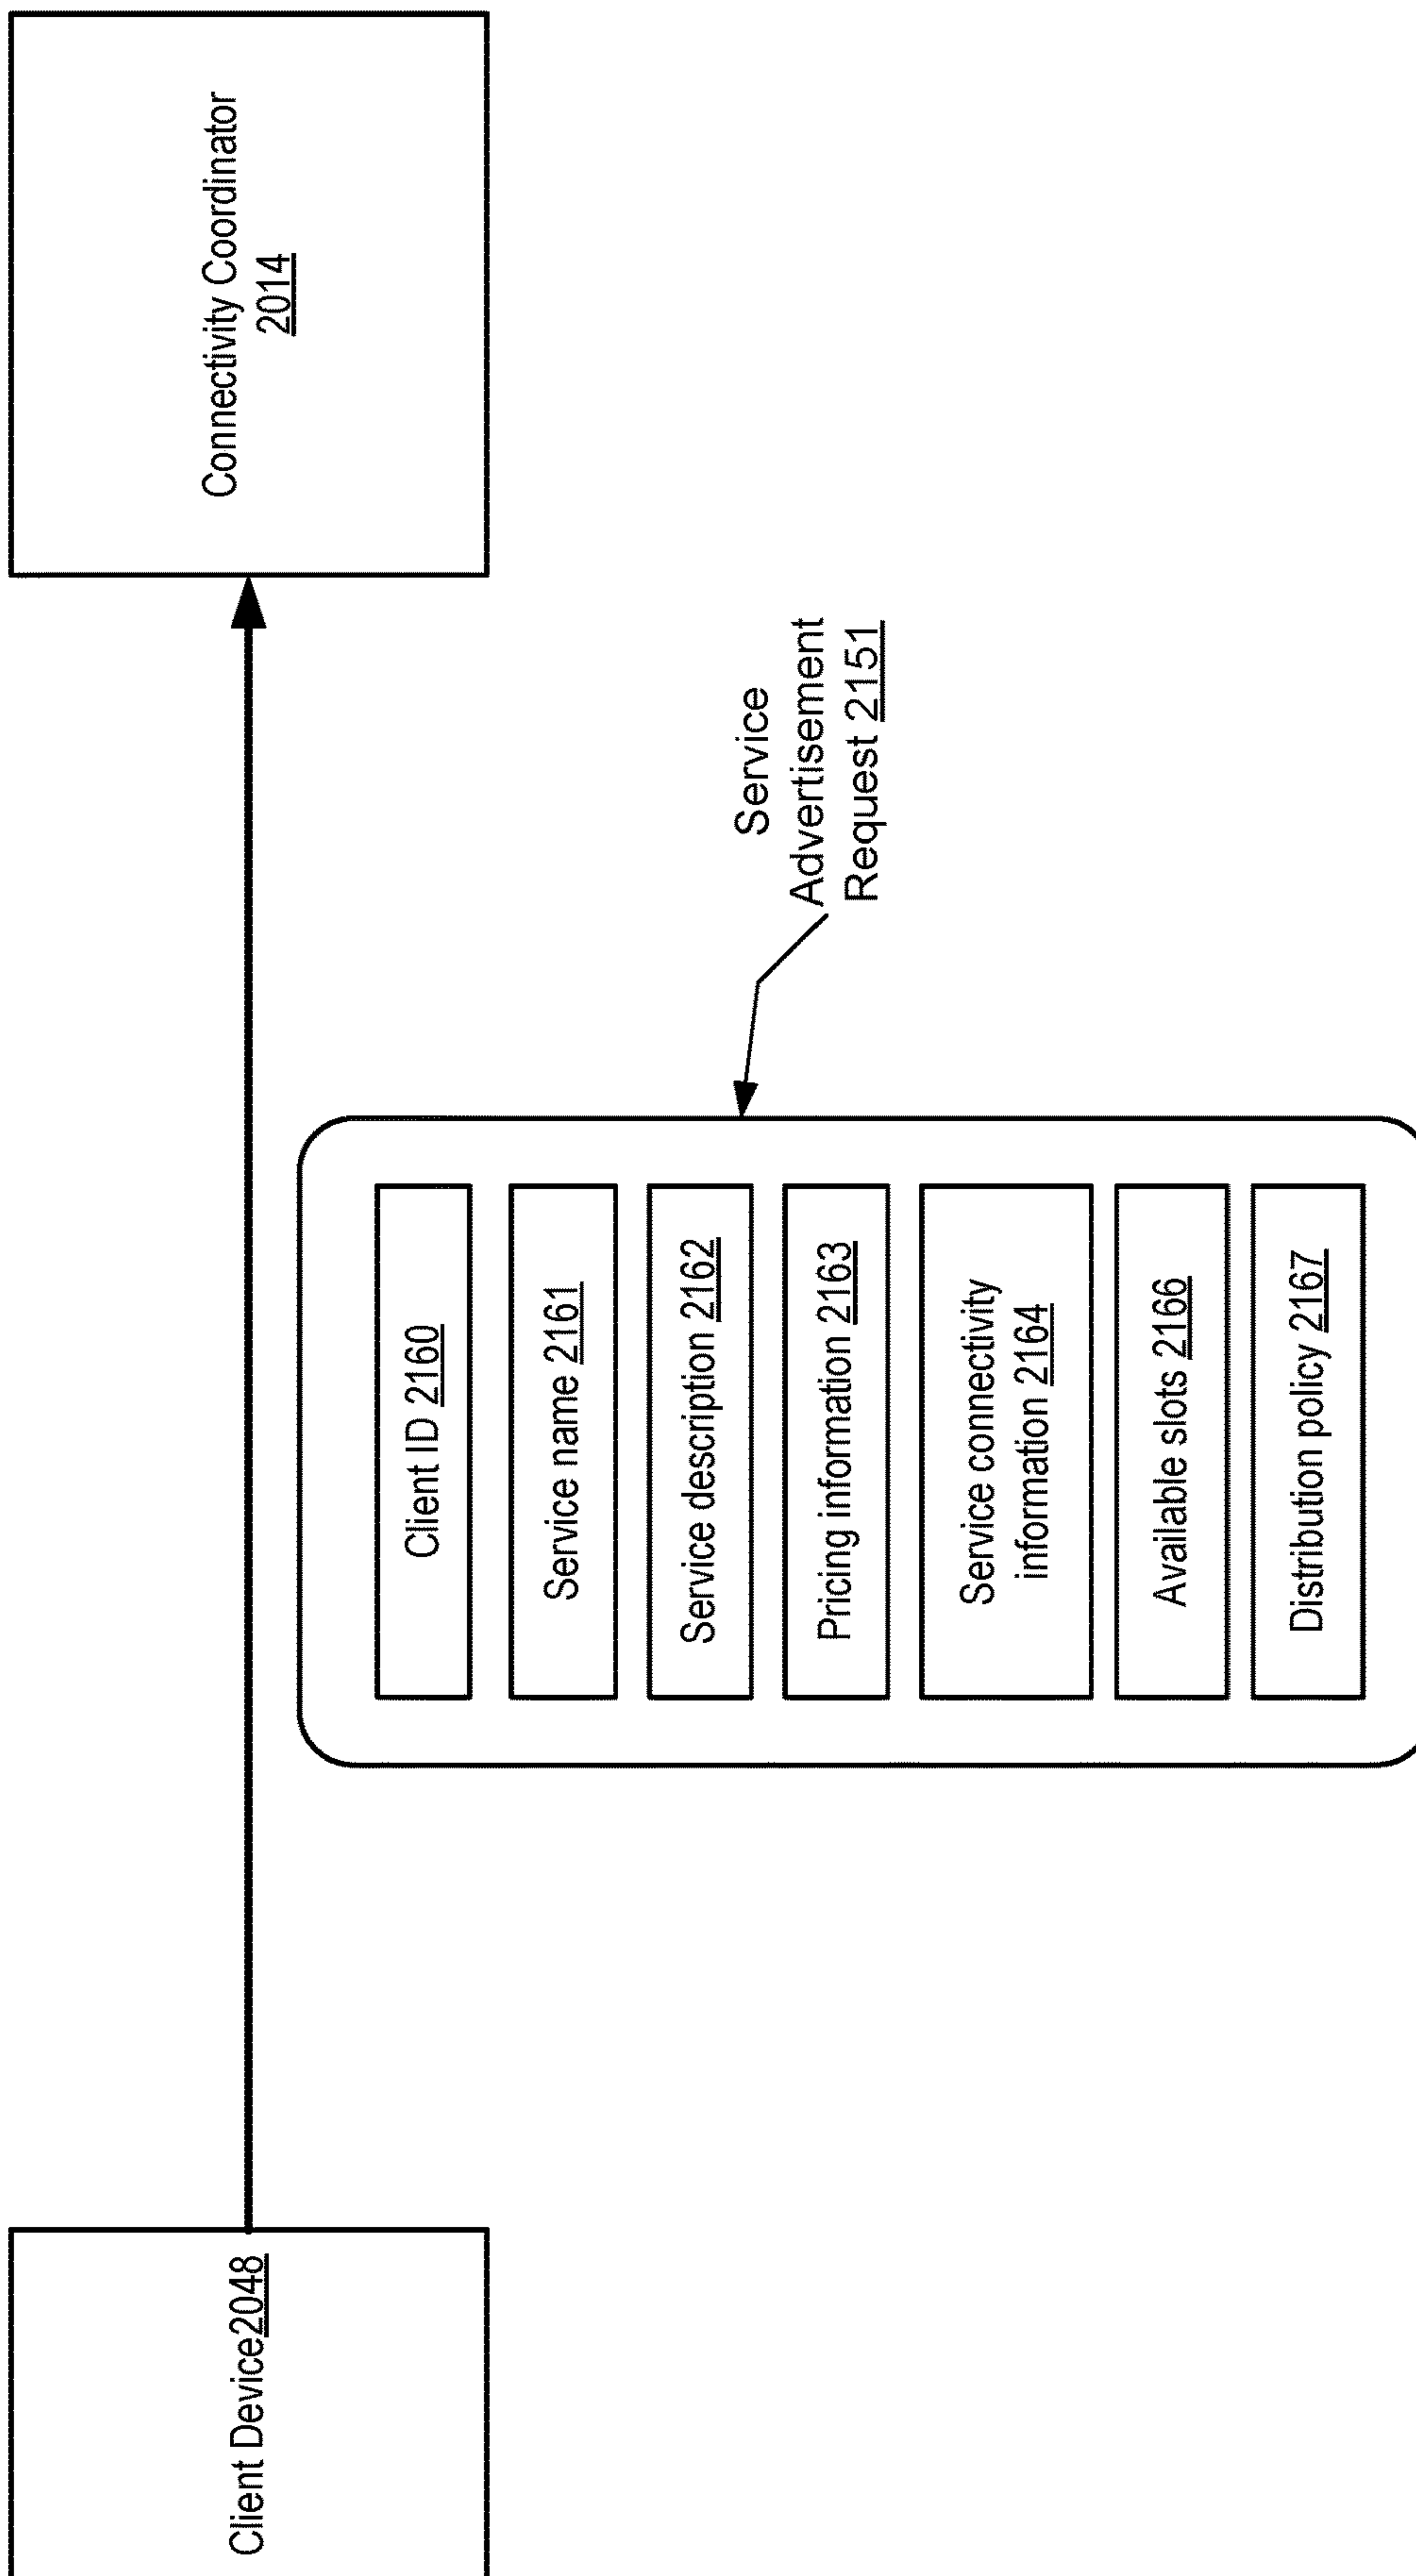 Client Device2048
Connectivity Coordinator
2014
Service
Advertisement
Request 2151
Client ID 2160
Service name 2161
Service description 2162
Pricing information 2163
Service connectivity
information 2164
Available slots 2166
Distribution policy 2167